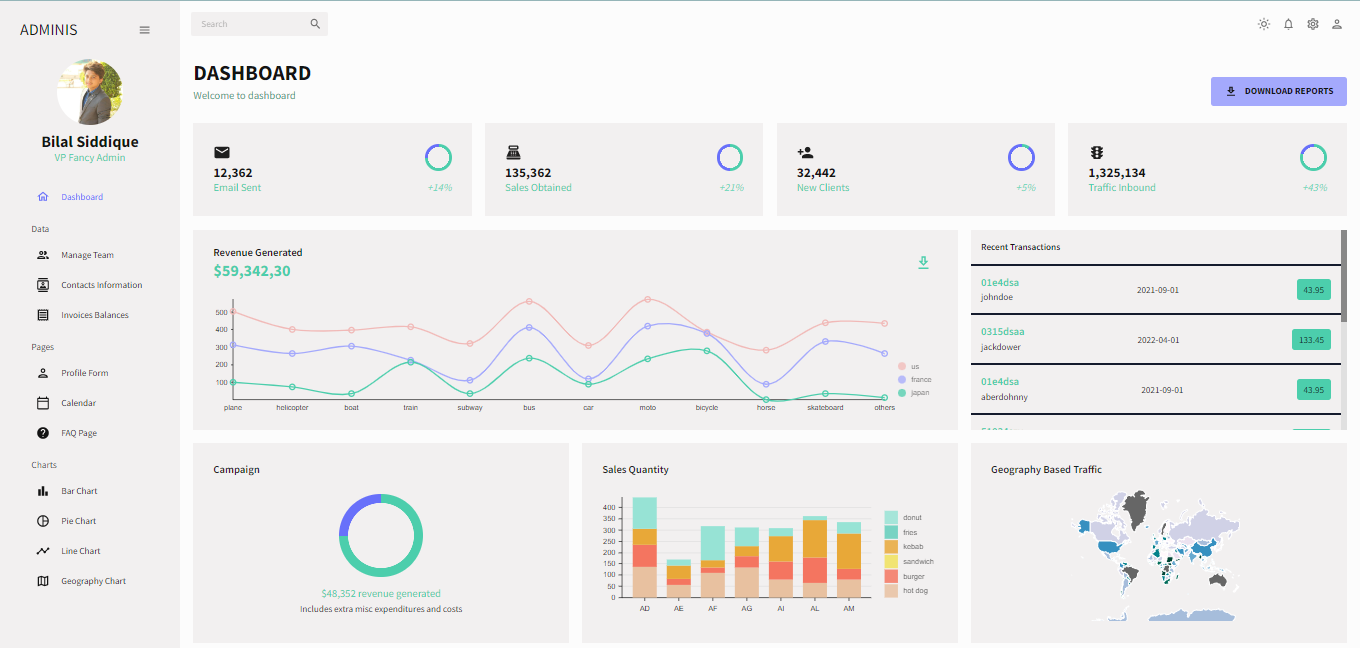 ADMINIS
Search
Bilal Siddique
VP Fancy Admin
Dashboard
Data
Manage Team
Contacts Information
Invoices Balances
Pages
Profile Form
Calendar
FAQ Page
Charts
Bar Chart
Pie Chart
Line Chart
Geography Chart
DASHBOARD
Welcome to dashboard
DOWNLOAD REPORTS
12,362
Email Sent
+14%
135,362
Sales Obtained
+21%
32,442
New Clients
+5%
1,325,134
Traffic Inbound
+43%
Revenue Generated
$59,342,30
500
400
300
200
100
plane helicopter boat train subway bus car moto bicycle horse skateboard others
us
france
japan
Recent Transactions
01e4dsa
johndoe
2021-09-01
43.95
0315dsaa
jackdower
2022-04-01
133.45
01e4dsa
aberdohnny
2021-09-01
43.95
Campaign
$48,352 revenue generated
Includes extra misc expenditures and costs
Sales Quantity
400
350
300
250
200
150
100
50
0
AD AE AF AG AI AL AM
donut
fries
kebab
sandwich
burger
hot dog
Geography Based Traffic